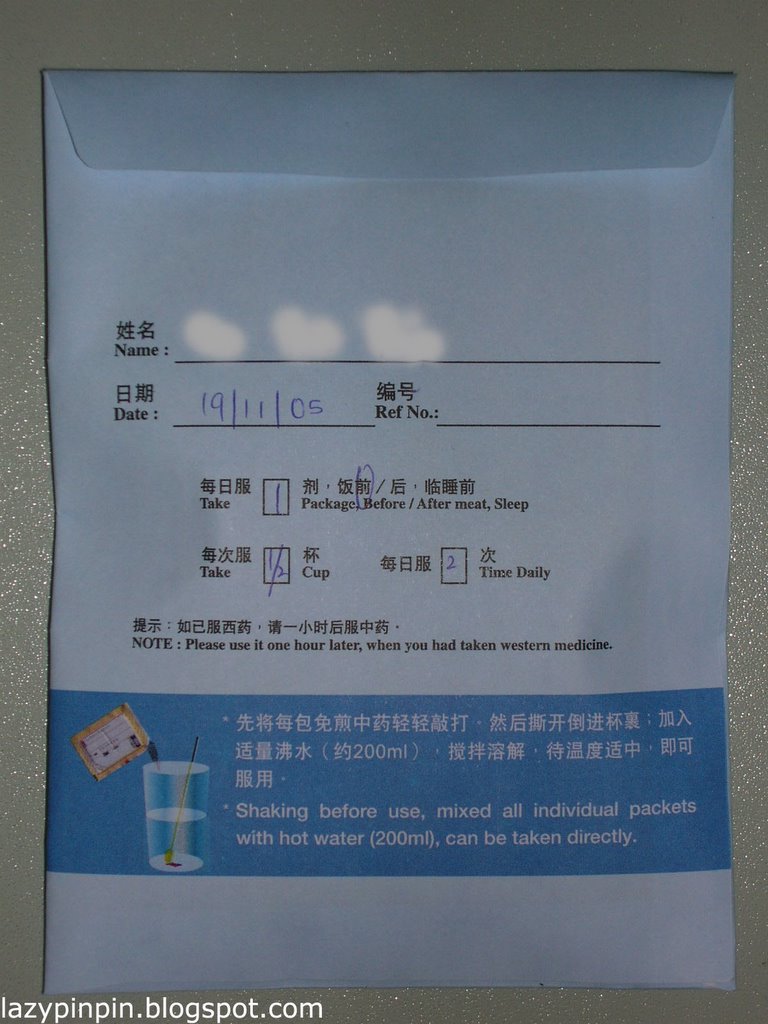 姓名
Name :
日期 19/11/05 编号
Date : Ref No.:
每日服 1 剂，饭前/后，临睡前
Take Package, Before / After meat, Sleep
每次服 1/2 杯 每日服 2 次
Take Cup Time Daily
提示：如已服西药，请一小时后服中药。
NOTE : Please use it one hour later, when you had taken western medicine.
* 先将每包免煎中药轻轻敲打。然后撕开倒进杯裏；加入
适量沸水（约200ml），搅拌溶解，待温度适中，即可
服用。
* Shaking before use, mixed all individual packets
with hot water (200ml), can be taken directly.
lazypinpin.blogspot.com